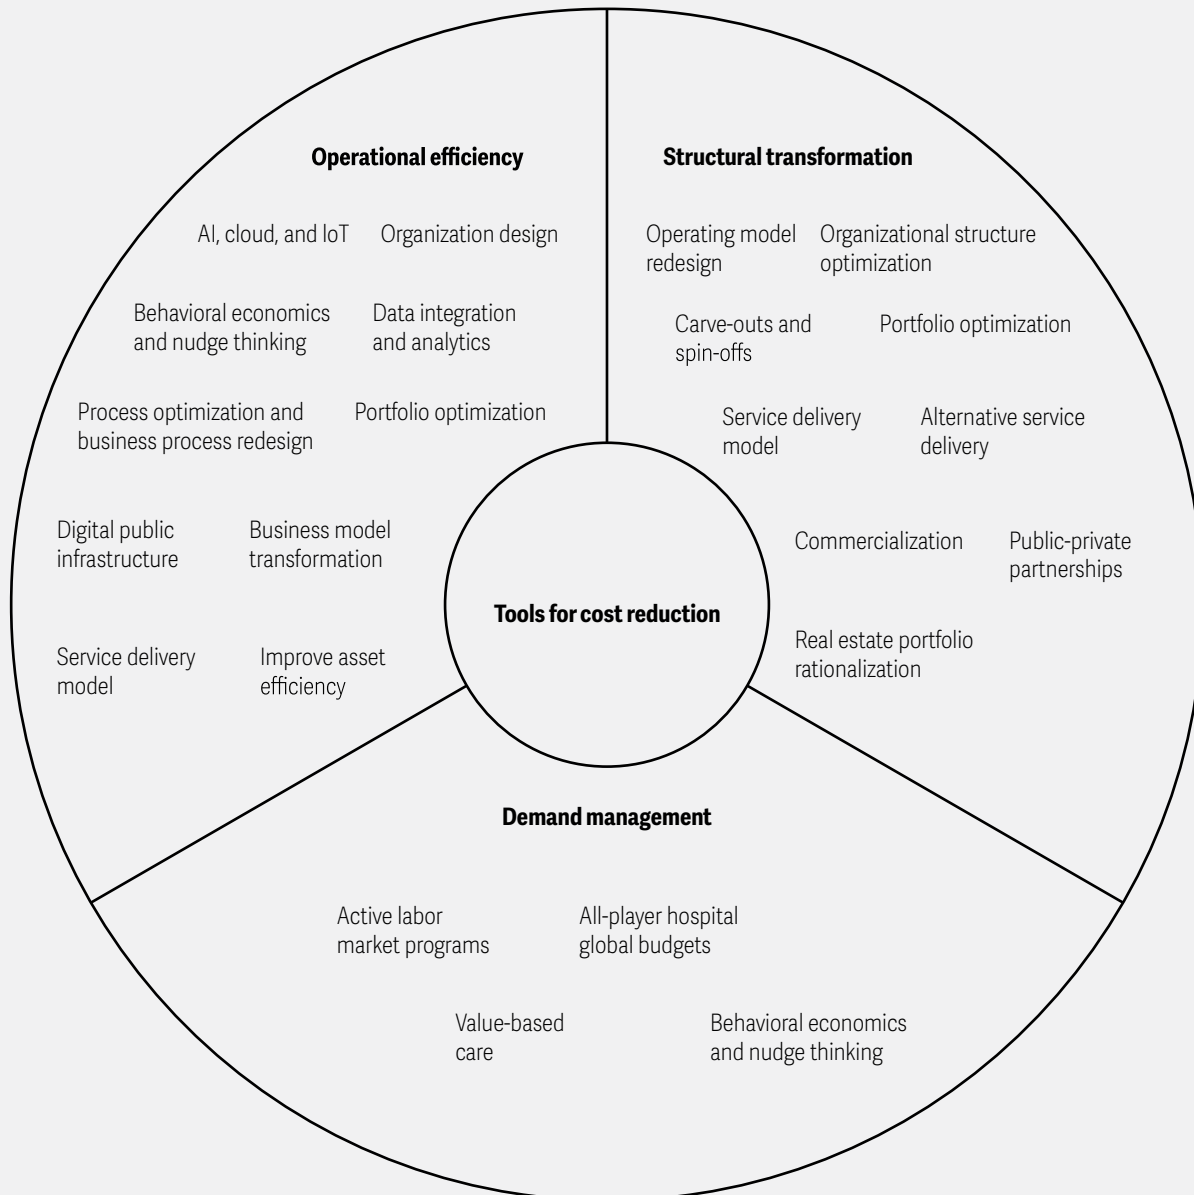 Operational efficiency
AI, cloud, and IoT
Organization design
Behavioral economics
and nudge thinking
Data integration
and analytics
Process optimization and
business process redesign
Portfolio optimization
Digital public
infrastructure
Business model
transformation
Service delivery
model
Improve asset
efficiency
Structural transformation
Operating model
redesign
Organizational structure
optimization
Carve-outs and
spin-offs
Portfolio optimization
Service delivery
model
Alternative service
delivery
Commercialization
Public-private
partnerships
Real estate portfolio
rationalization
Tools for cost reduction
Demand management
Active labor
market programs
All-player hospital
global budgets
Value-based
care
Behavioral economics
and nudge thinking